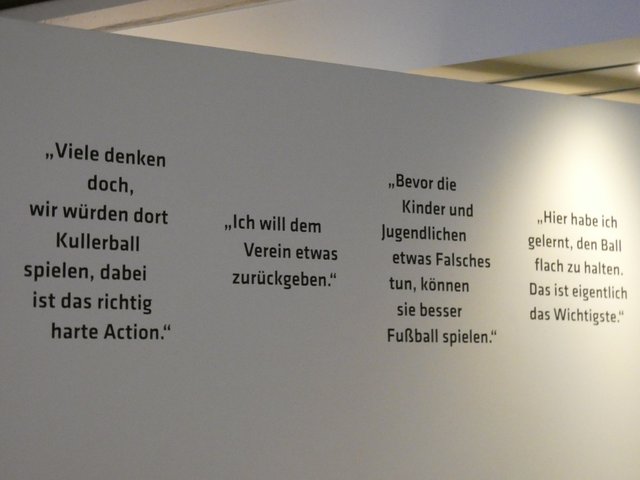 „Viele denken
doch,
wir würden dort
Kullerball
spielen, dabei
ist das richtig
harte Action.“
„Ich will dem
Verein etwas
zurückgeben.“
„Bevor die
Kinder und
Jugendlichen
etwas Falsches
tun, können
sie besser
Fußball spielen.“
„Hier habe ich
gelernt, den Ball
flach zu halten.
Das ist eigentlich
das Wichtigste.“